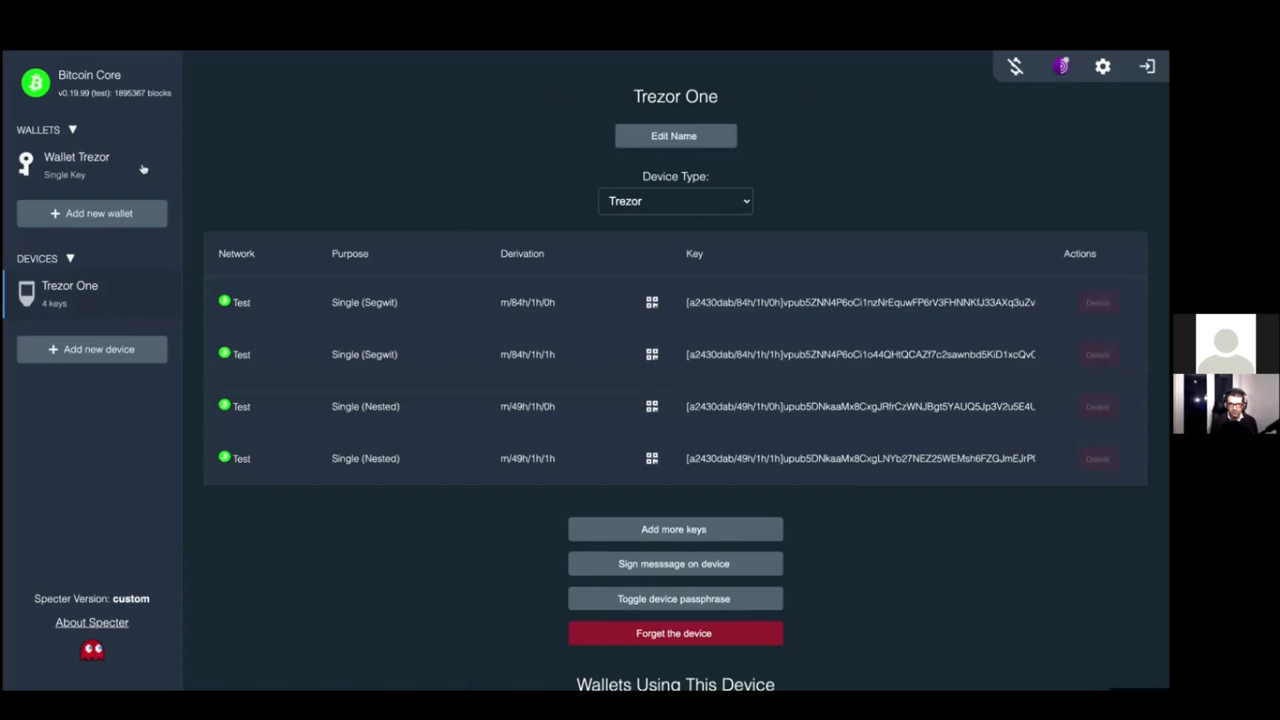 Bitcoin Core
v0.19.99 (test): 1895367 blocks
WALLETS ▼
Wallet Trezor
Single Key
+ Add new wallet
DEVICES ▼
Trezor One
4 keys
+ Add new device
Specter Version: custom
About Specter
Trezor One
Edit Name
Device Type:
Trezor
Network Purpose Derivation Key Actions
Test Single (Segwit) m/84h/1h/0h Delete
Test Single (Segwit) m/84h/1h/1h Delete
Test Single (Nested) m/49h/1h/0h Delete
Test Single (Nested) m/49h/1h/1h Delete
Add more keys
Sign messsage on device
Toggle device passphrase
Forget the device
Wallets Using This Device